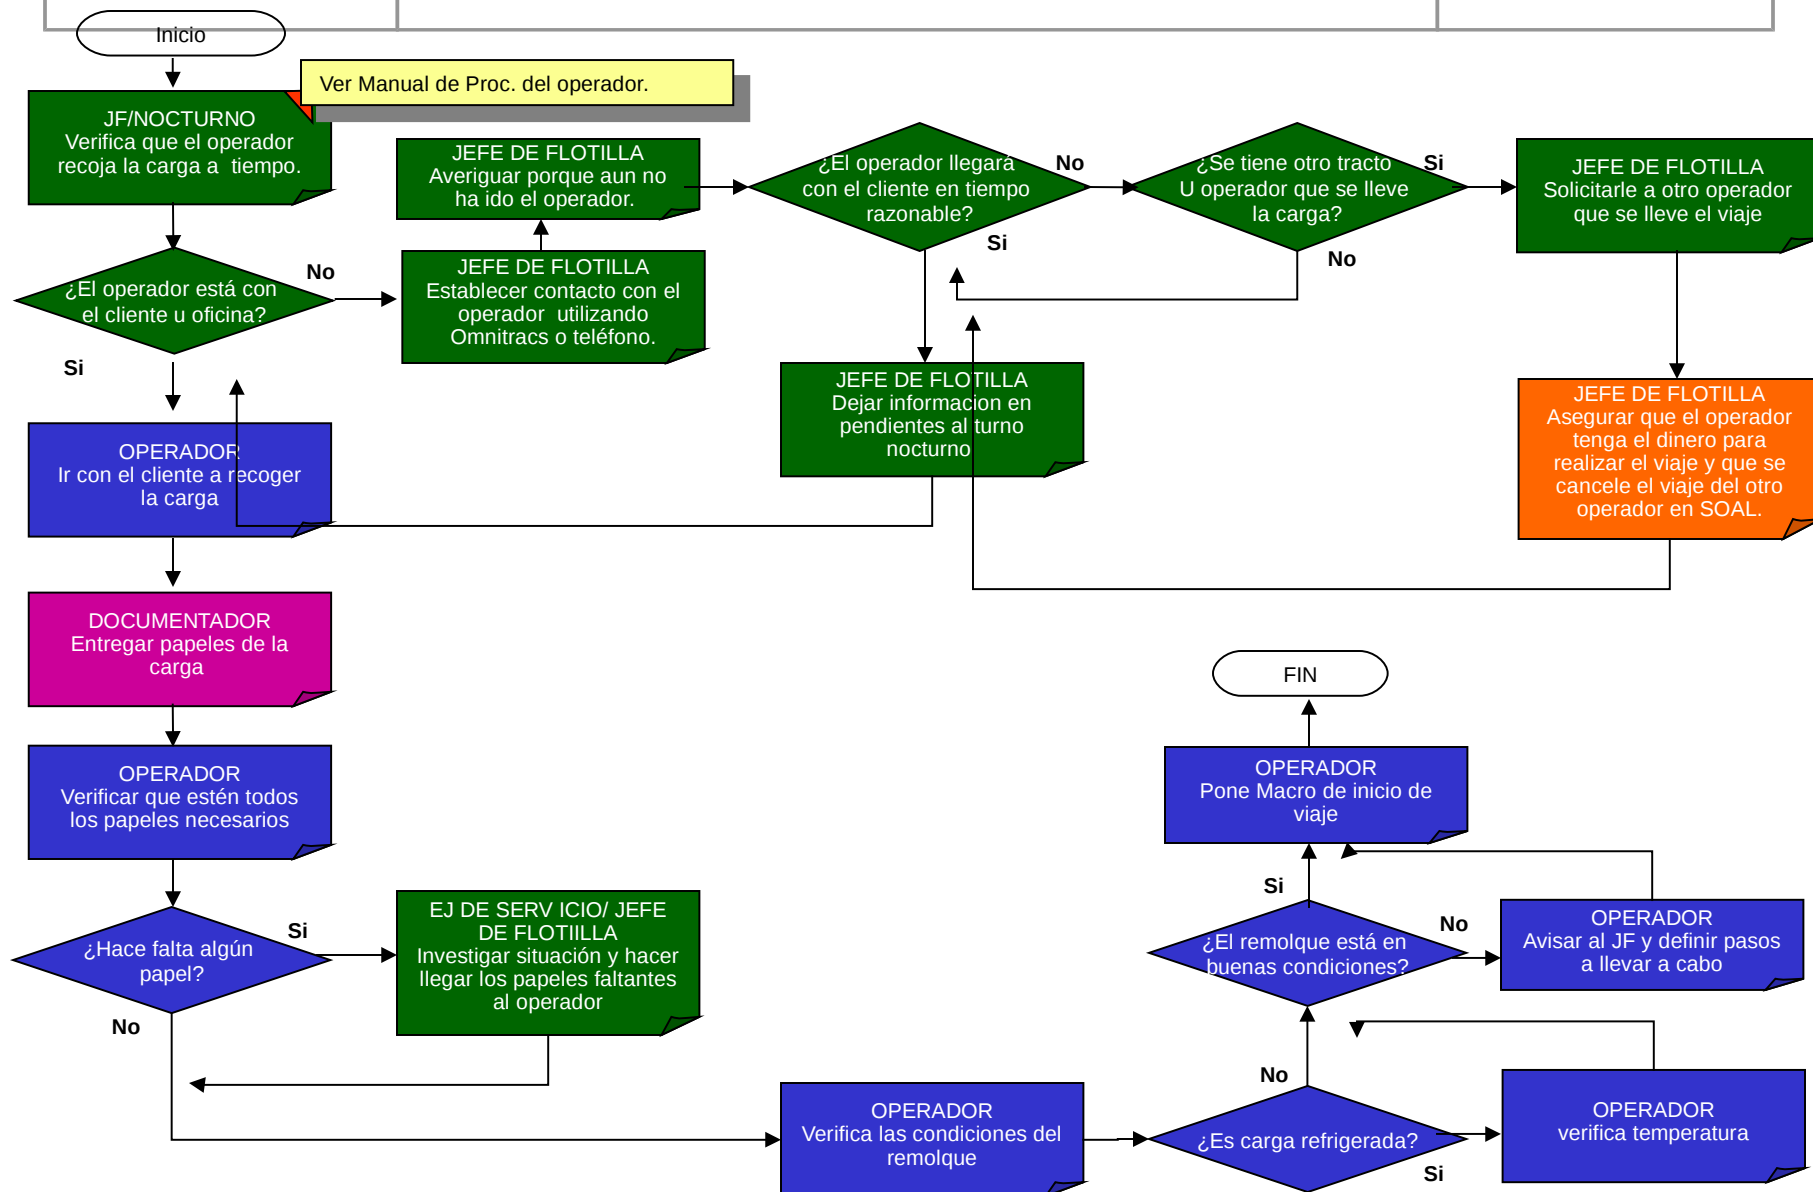 Inicio
Ver Manual de Proc. del operador.
JF/NOCTURNO
Verifica que el operador
recoja la carga a  tiempo.
JEFE DE FLOTILLA
Averiguar porque aun no
ha ido el operador.
¿El operador llegará
con el cliente en tiempo
razonable?
No
Si
¿Se tiene otro tracto
U operador que se lleve
la carga?
Si
No
JEFE DE FLOTILLA
Solicitarle a otro operador
que se lleve el viaje
¿El operador está con
el cliente u oficina?
No
Si
JEFE DE FLOTILLA
Establecer contacto con el
operador  utilizando
Omnitracs o teléfono.
JEFE DE FLOTILLA
Dejar informacion en
pendientes al turno
nocturno
JEFE DE FLOTILLA
Asegurar que el operador
tenga el dinero para
realizar el viaje y que se
cancele el viaje del otro
operador en SOAL.
OPERADOR
Ir con el cliente a recoger
la carga
DOCUMENTADOR
Entregar papeles de la
carga
OPERADOR
Verificar que estén todos
los papeles necesarios
¿Hace falta algún
papel?
Si
No
EJ DE SERV ICIO/ JEFE
DE FLOTIILLA
Investigar situación y hacer
llegar los papeles faltantes
al operador
OPERADOR
Verifica las condiciones del
remolque
¿Es carga refrigerada?
No
Si
OPERADOR
verifica temperatura
¿El remolque está en
buenas condiciones?
Si
No
OPERADOR
Avisar al JF y definir pasos
a llevar a cabo
OPERADOR
Pone Macro de inicio de
viaje
FIN